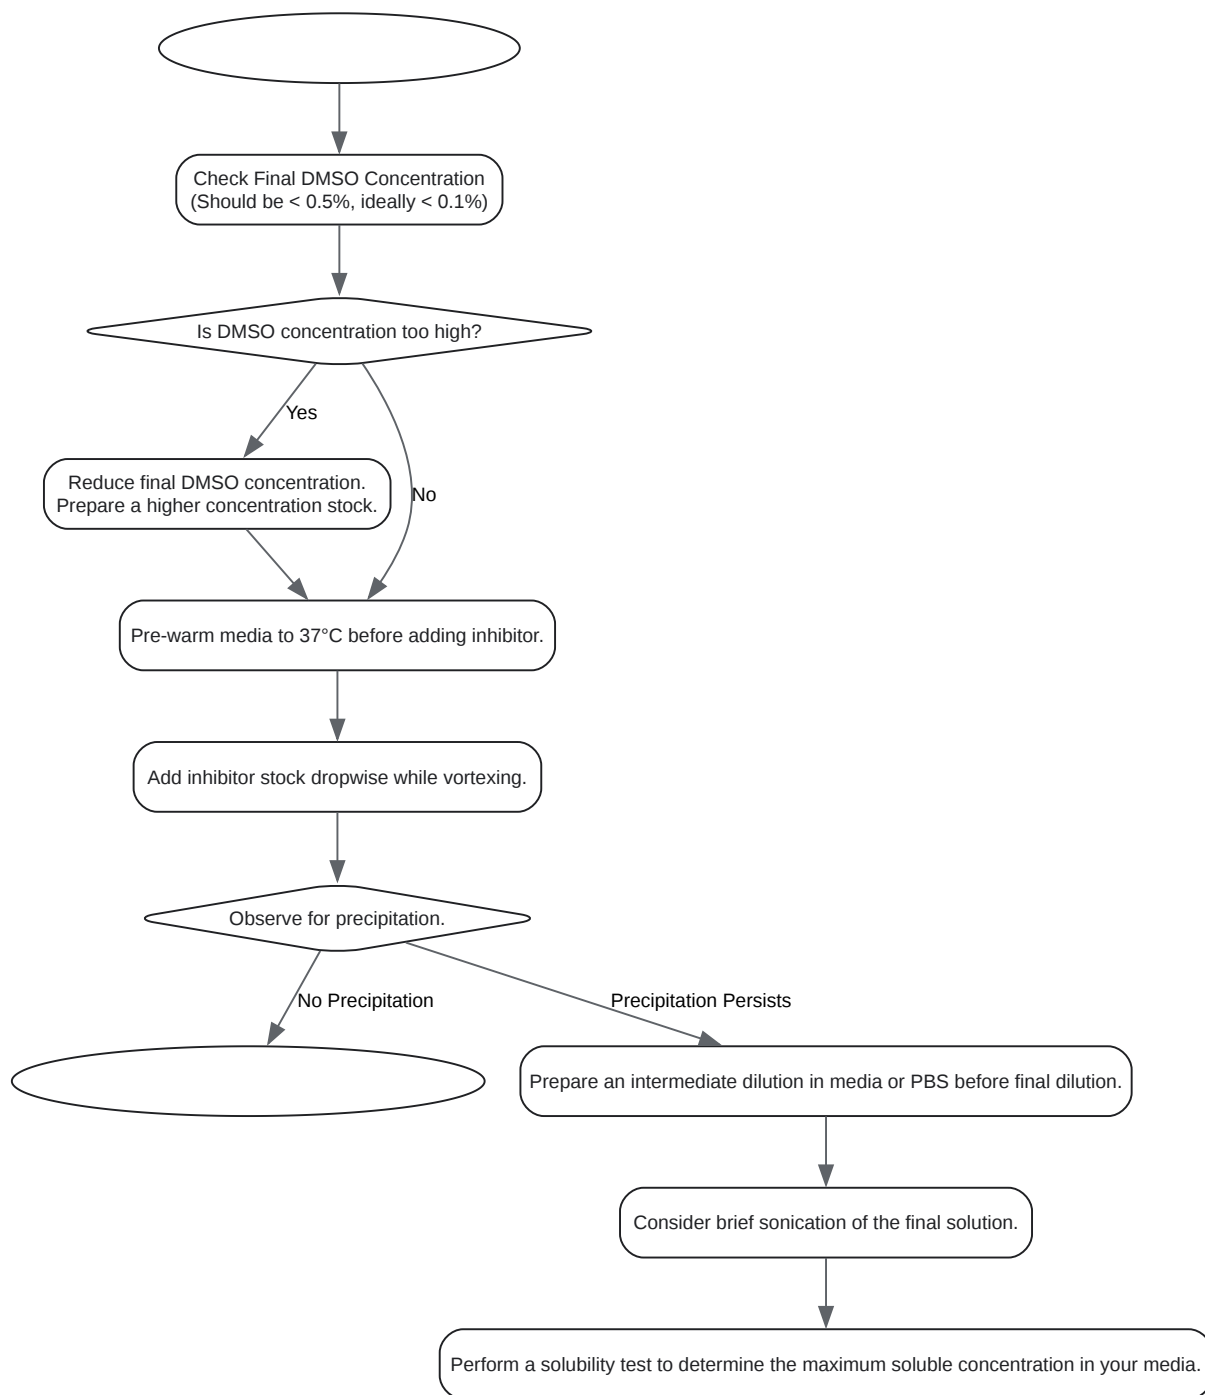 Check Final DMSO Concentration
(Should be < 0.5%, ideally < 0.1%)
Is DMSO concentration too high?
Yes
Reduce final DMSO concentration.
Prepare a higher concentration stock.
No
Pre-warm media to 37°C before adding inhibitor.
Add inhibitor stock dropwise while vortexing.
Observe for precipitation.
No Precipitation
Precipitation Persists
Prepare an intermediate dilution in media or PBS before final dilution.
Consider brief sonication of the final solution.
Perform a solubility test to determine the maximum soluble concentration in your media.